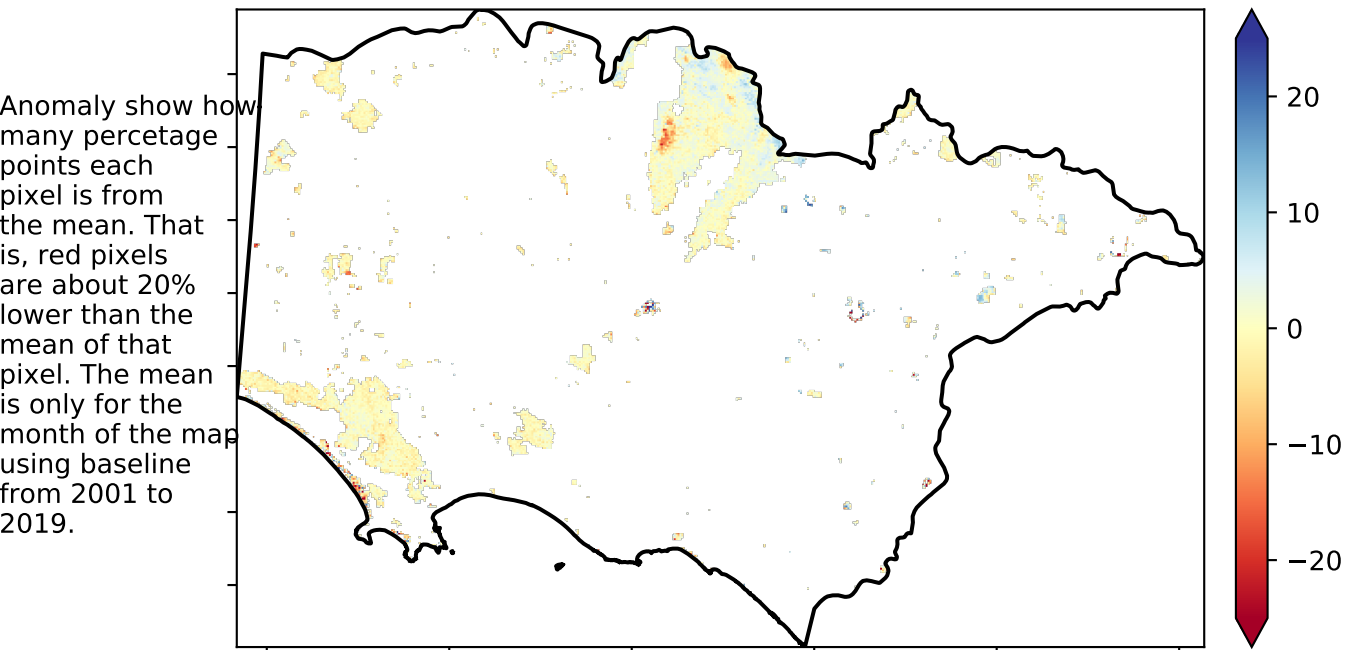 Anomaly show how
many percetage
points each
pixel is from
the mean. That
is, red pixels
are about 20%
lower than the
mean of that
pixel. The mean
is only for the
month of the map
using baseline
from 2001 to
2019.
20
10
0
−10
−20